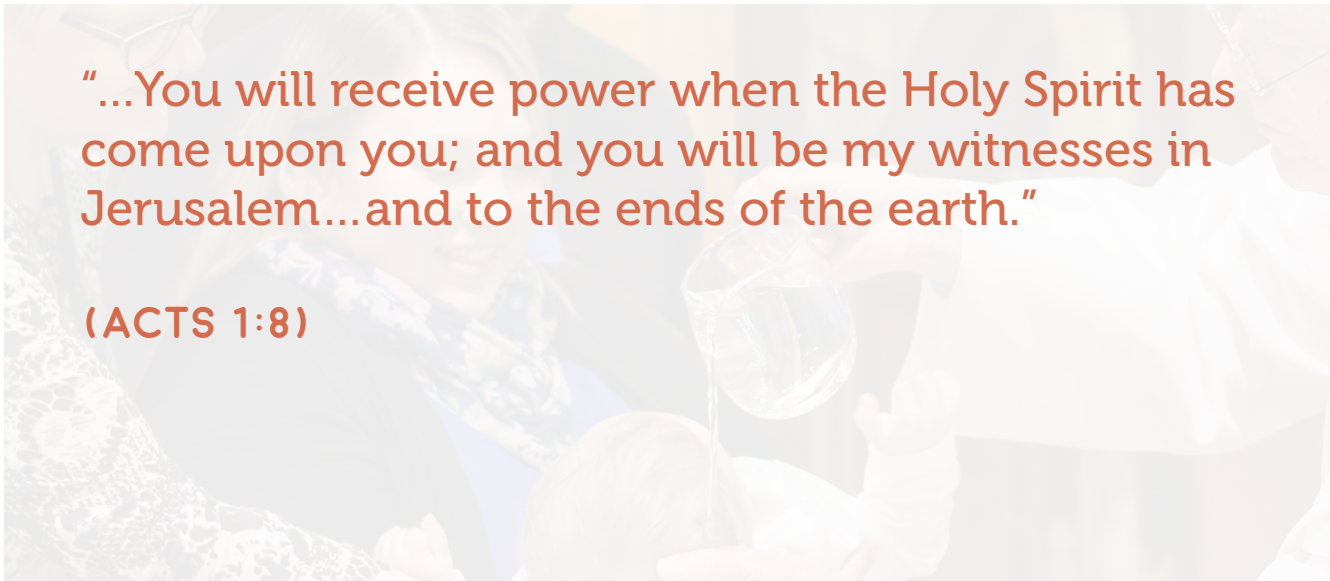 “...You will receive power when the Holy Spirit has
come upon you; and you will be my witnesses in
Jerusalem...and to the ends of the earth.”
(ACTS 1:8)